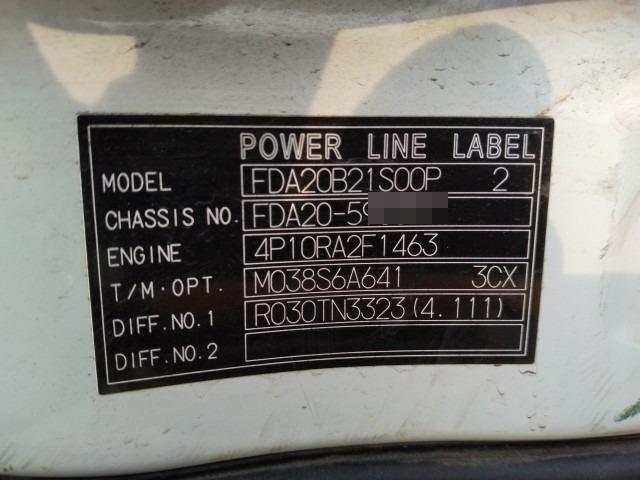 POWER LINE LABEL
MODEL FDA20B21S00P 2
CHASSIS NO. FDA20-59
ENGINE 4P10RA2F1463
T/M·OPT. M038S6A641 3CX
DIFF.NO.1 R030TN3323(4.111)
DIFF.NO.2